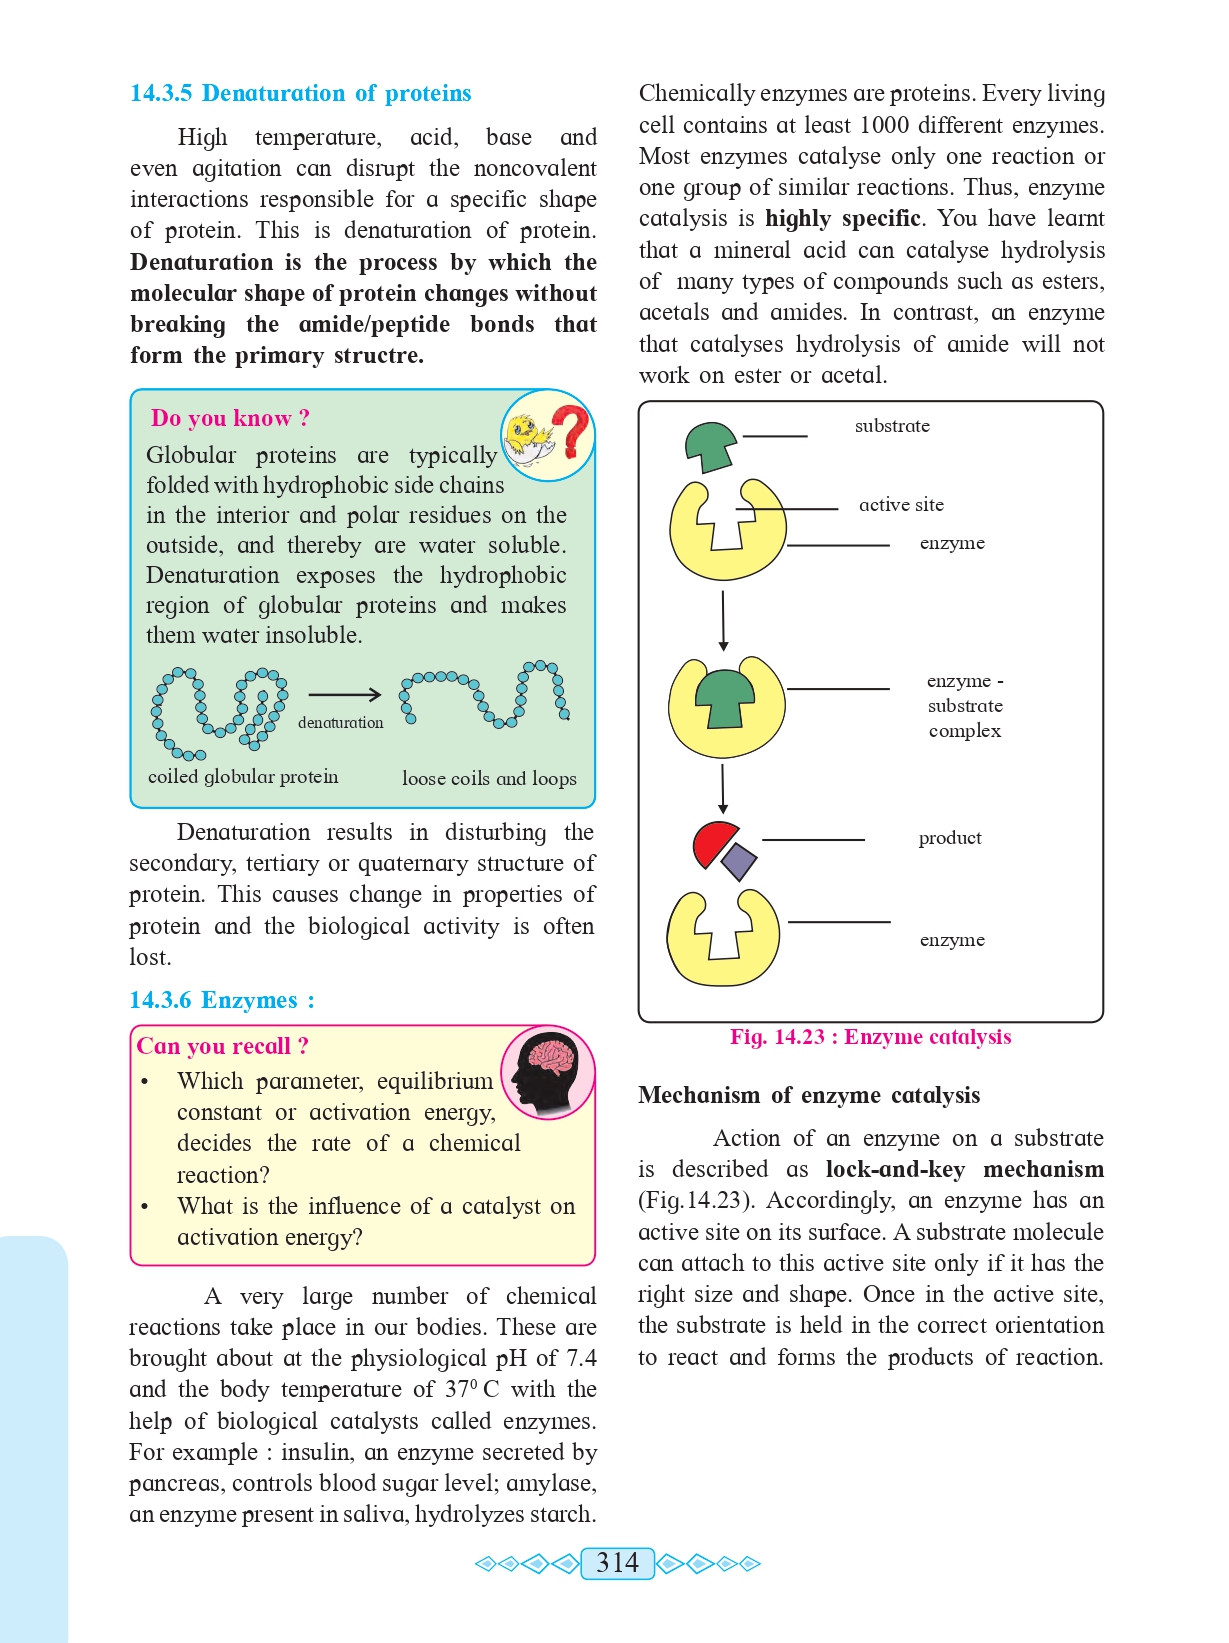 14.3.5 Denaturation of proteins
High temperature, acid, base and
even agitation can disrupt the noncovalent
interactions responsible for a specific shape
of protein. This is denaturation of protein.
Denaturation is the process by which the
molecular shape of protein changes without
breaking the amide/peptide bonds that
form the primary structre.
Do you know ?
Globular proteins are typically
folded with hydrophobic side chains
in the interior and polar residues on the
outside, and thereby are water soluble.
Denaturation exposes the hydrophobic
region of globular proteins and makes
them water insoluble.
denaturation
coiled globular protein
loose coils and loops
Denaturation results in disturbing the
secondary, tertiary or quaternary structure of
protein. This causes change in properties of
protein and the biological activity is often
lost.
14.3.6 Enzymes :
Can you recall ?
• Which parameter, equilibrium
constant or activation energy,
decides the rate of a chemical
reaction?
• What is the influence of a catalyst on
activation energy?
A very large number of chemical
reactions take place in our bodies. These are
brought about at the physiological pH of 7.4
and the body temperature of 37⁰ C with the
help of biological catalysts called enzymes.
For example : insulin, an enzyme secreted by
pancreas, controls blood sugar level; amylase,
an enzyme present in saliva, hydrolyzes starch.
Chemically enzymes are proteins. Every living
cell contains at least 1000 different enzymes.
Most enzymes catalyse only one reaction or
one group of similar reactions. Thus, enzyme
catalysis is highly specific. You have learnt
that a mineral acid can catalyse hydrolysis
of many types of compounds such as esters,
acetals and amides. In contrast, an enzyme
that catalyses hydrolysis of amide will not
work on ester or acetal.
substrate
active site
enzyme
enzyme -
substrate
complex
product
enzyme
Fig. 14.23 : Enzyme catalysis
Mechanism of enzyme catalysis
Action of an enzyme on a substrate
is described as lock-and-key mechanism
(Fig.14.23). Accordingly, an enzyme has an
active site on its surface. A substrate molecule
can attach to this active site only if it has the
right size and shape. Once in the active site,
the substrate is held in the correct orientation
to react and forms the products of reaction.
314